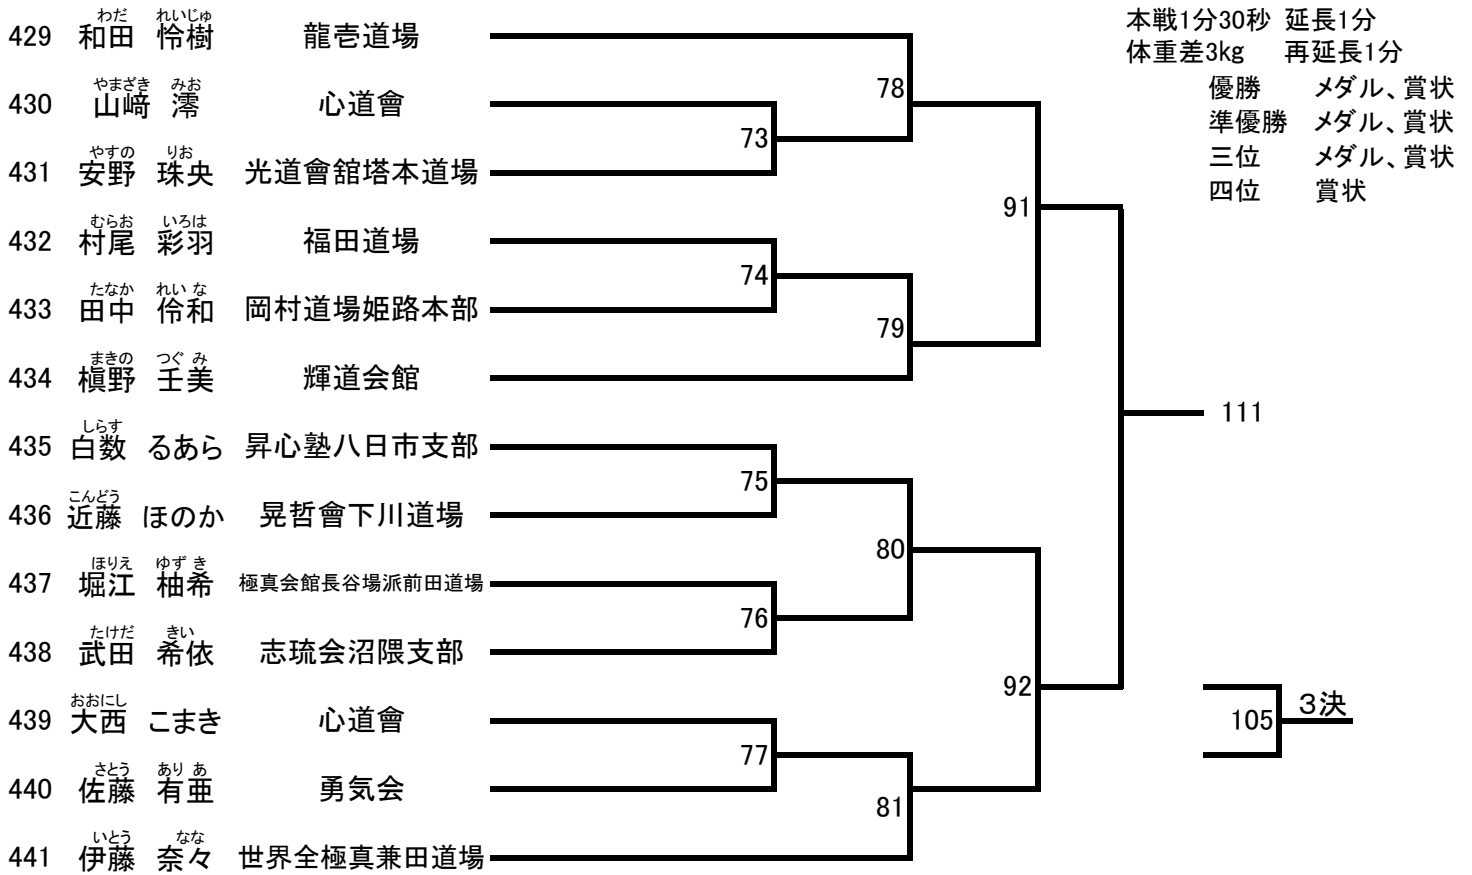 わだ れいじゅ
429 和田 怜樹 龍壱道場
やまざき みお
430 山﨑 澪 心道會
やすの りお
431 安野 珠央 光道會舘塔本道場
むらお いろは
432 村尾 彩羽 福田道場
たなか れい な
433 田中 伶和 岡村道場姫路本部
まきの つぐ み
434 槇野 壬美 輝道会館
しらす
435 白数 るあら 昇心塾八日市支部
こんどう
436 近藤 ほのか 晃哲會下川道場
ほりえ ゆず き
437 堀江 柚希 極真会館長谷場派前田道場
たけだ きい
438 武田 希依 志琉会沼隈支部
おおにし
439 大西 こまき 心道會
さとう あり あ
440 佐藤 有亜 勇気会
いとう なな
441 伊藤 奈々 世界全極真兼田道場
73
74
75
76
77
78
79
80
81
91
92
111
105 3決
本戦1分30秒 延長1分
体重差3kg 再延長1分
優勝 メダル、賞状
準優勝 メダル、賞状
三位 メダル、賞状
四位 賞状